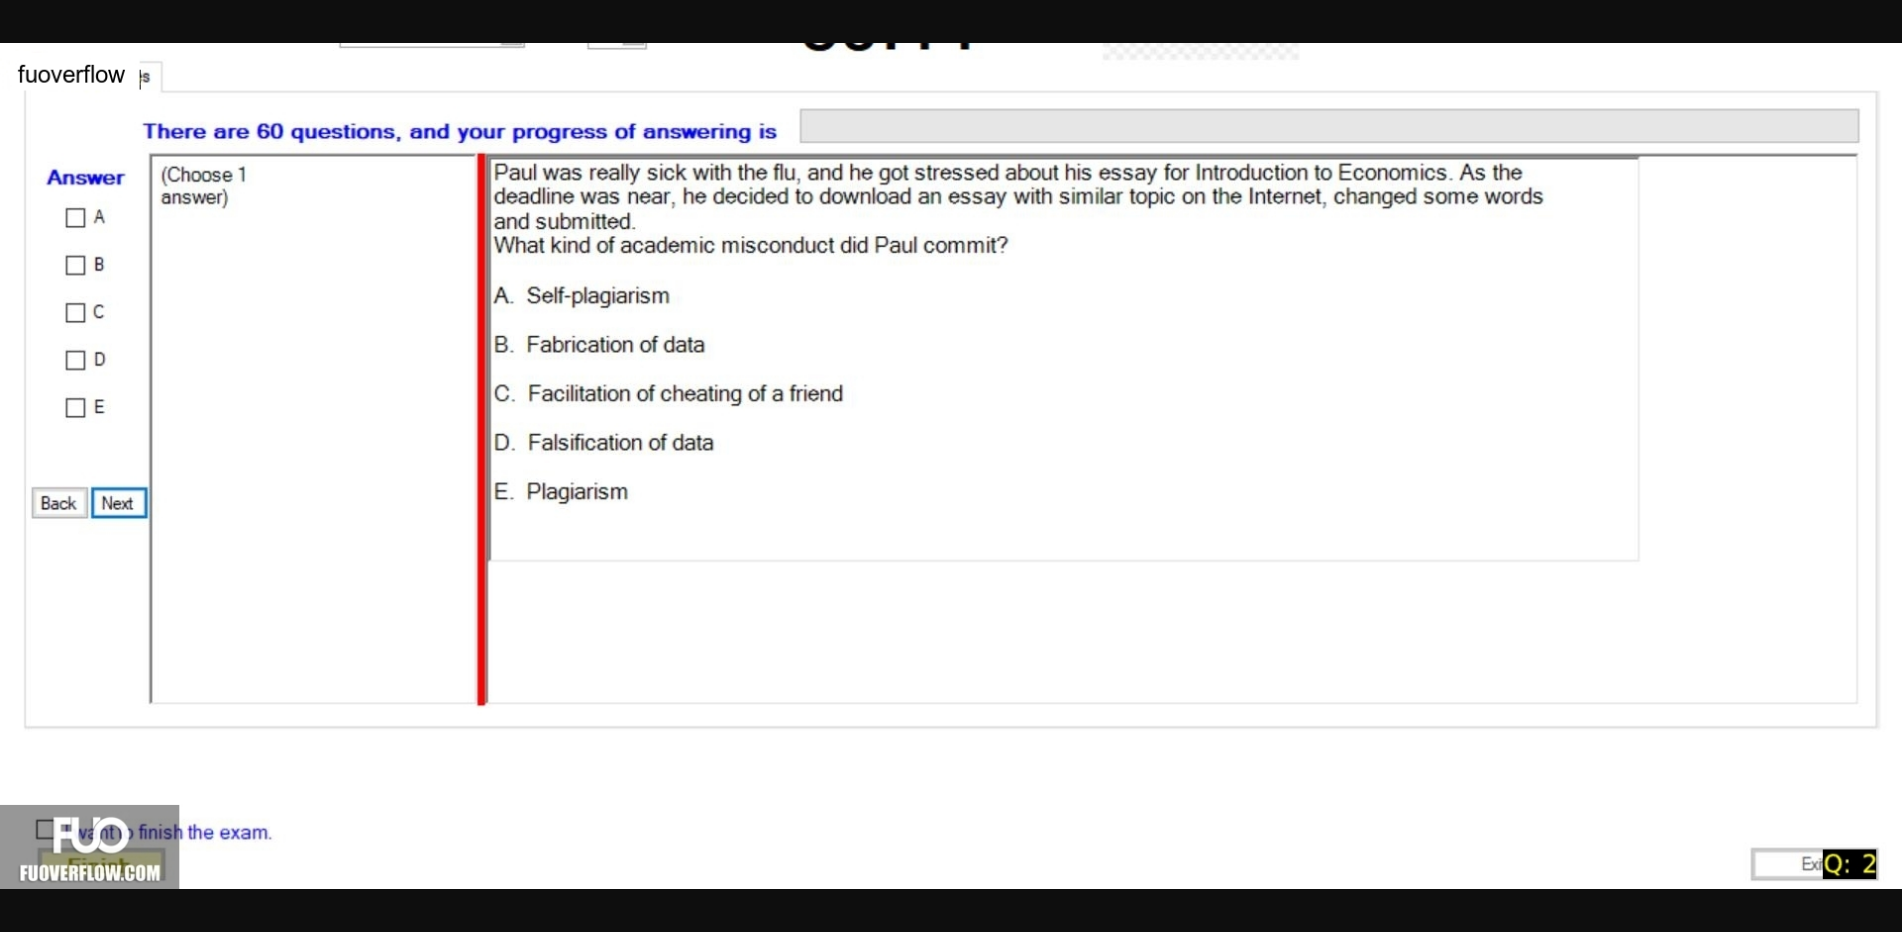 fuoverflow
There are 60 questions, and your progress of answering is
Answer
(Choose 1
answer)
A
B
C
D
E
Back Next
Paul was really sick with the flu, and he got stressed about his essay for Introduction to Economics. As the
deadline was near, he decided to download an essay with similar topic on the Internet, changed some words
and submitted.
What kind of academic misconduct did Paul commit?
A. Self-plagiarism
B. Fabrication of data
C. Facilitation of cheating of a friend
D. Falsification of data
E. Plagiarism
I want to finish the exam.
FUO
FUOVERFLOW.COM
Q: 2